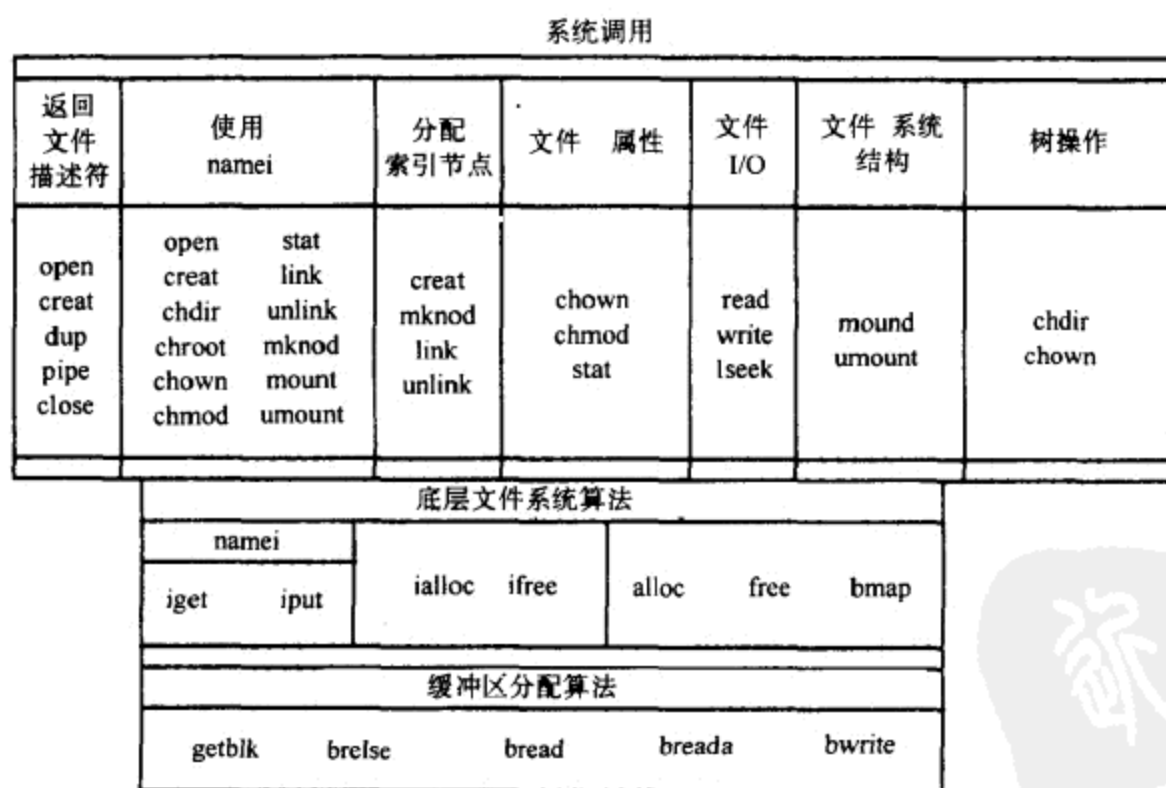 系统调用
返回 文件 描述符
使用 namei
分配 索引节点
文件 属性
文件 I/O
文件 系统 结构
树操作
open
creat
dup
pipe
close
open stat
creat link
chdir unlink
chroot mknod
chown mount
chmod umount
creat
mknod
link
unlink
chown
chmod
stat
read
write
lseek
mound
umount
chdir
chown
底层文件系统算法
namei
iget iput
ialloc ifree
alloc free bmap
缓冲区分配算法
getblk brelse bread breada bwrite